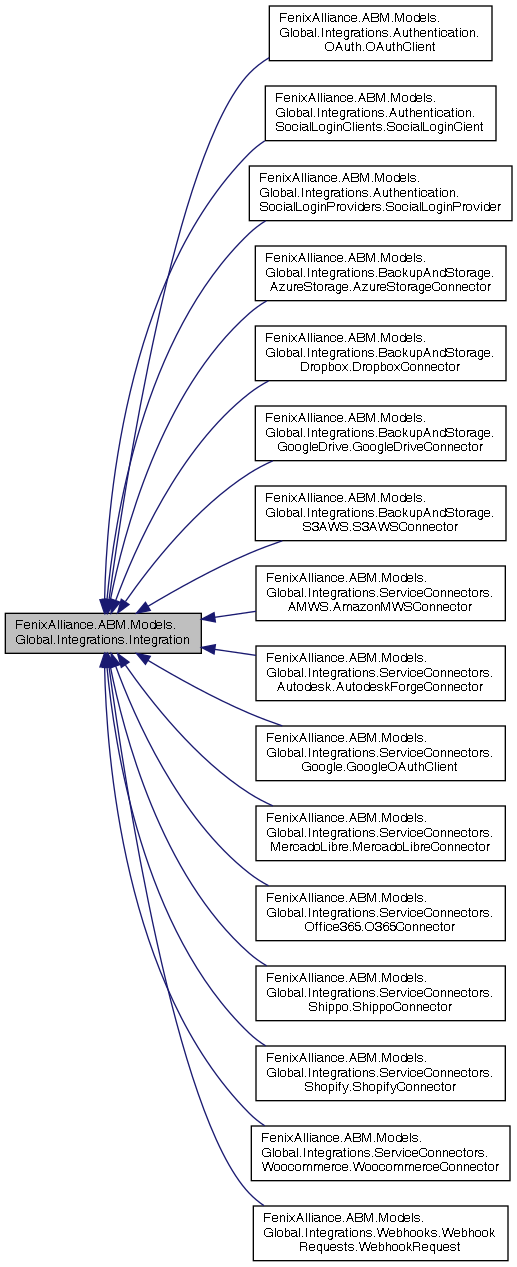 FenixAlliance.ABM.Models.
Global.Integrations.Authentication.
OAuth.OAuthClient
FenixAlliance.ABM.Models.
Global.Integrations.Authentication.
SocialLoginClients.SocialLoginCient
FenixAlliance.ABM.Models.
Global.Integrations.Authentication.
SocialLoginProviders.SocialLoginProvider
FenixAlliance.ABM.Models.
Global.Integrations.BackupAndStorage.
AzureStorage.AzureStorageConnector
FenixAlliance.ABM.Models.
Global.Integrations.BackupAndStorage.
Dropbox.DropboxConnector
FenixAlliance.ABM.Models.
Global.Integrations.BackupAndStorage.
GoogleDrive.GoogleDriveConnector
FenixAlliance.ABM.Models.
Global.Integrations.BackupAndStorage.
S3AWS.S3AWSConnector
FenixAlliance.ABM.Models.
Global.Integrations.ServiceConnectors.
AMWS.AmazonMWSConnector
FenixAlliance.ABM.Models.
Global.Integrations.Integration
FenixAlliance.ABM.Models.
Global.Integrations.ServiceConnectors.
Autodesk.AutodeskForgeConnector
FenixAlliance.ABM.Models.
Global.Integrations.ServiceConnectors.
Google.GoogleOAuthClient
FenixAlliance.ABM.Models.
Global.Integrations.ServiceConnectors.
MercadoLibre.MercadoLibreConnector
FenixAlliance.ABM.Models.
Global.Integrations.ServiceConnectors.
Office365.O365Connector
FenixAlliance.ABM.Models.
Global.Integrations.ServiceConnectors.
Shippo.ShippoConnector
FenixAlliance.ABM.Models.
Global.Integrations.ServiceConnectors.
Shopify.ShopifyConnector
FenixAlliance.ABM.Models.
Global.Integrations.ServiceConnectors.
Woocommerce.WoocommerceConnector
FenixAlliance.ABM.Models.
Global.Integrations.Webhooks.Webhook
Requests.WebhookRequest